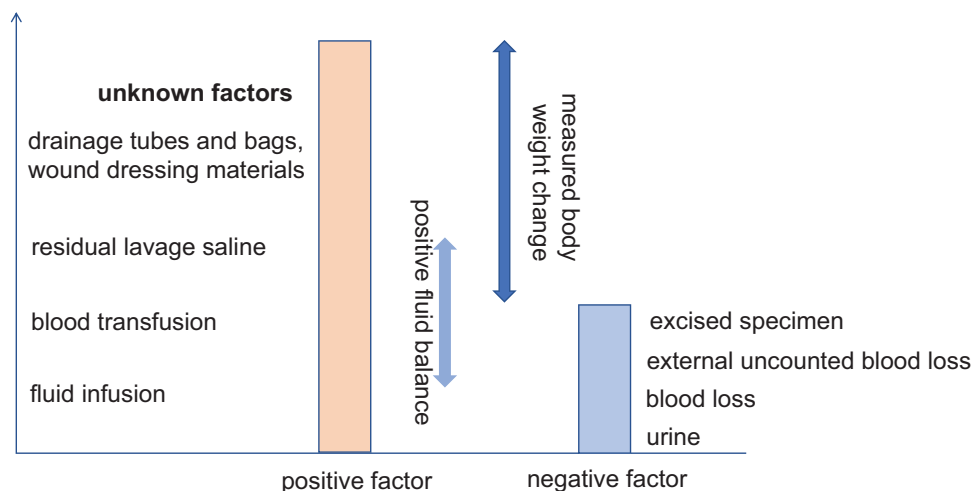 unknown factors
drainage tubes and bags,
wound dressing materials
residual lavage saline
blood transfusion
fluid infusion
positive fluid balance
measured body
weight change
excised specimen
external uncounted blood loss
blood loss
urine
positive factor
negative factor